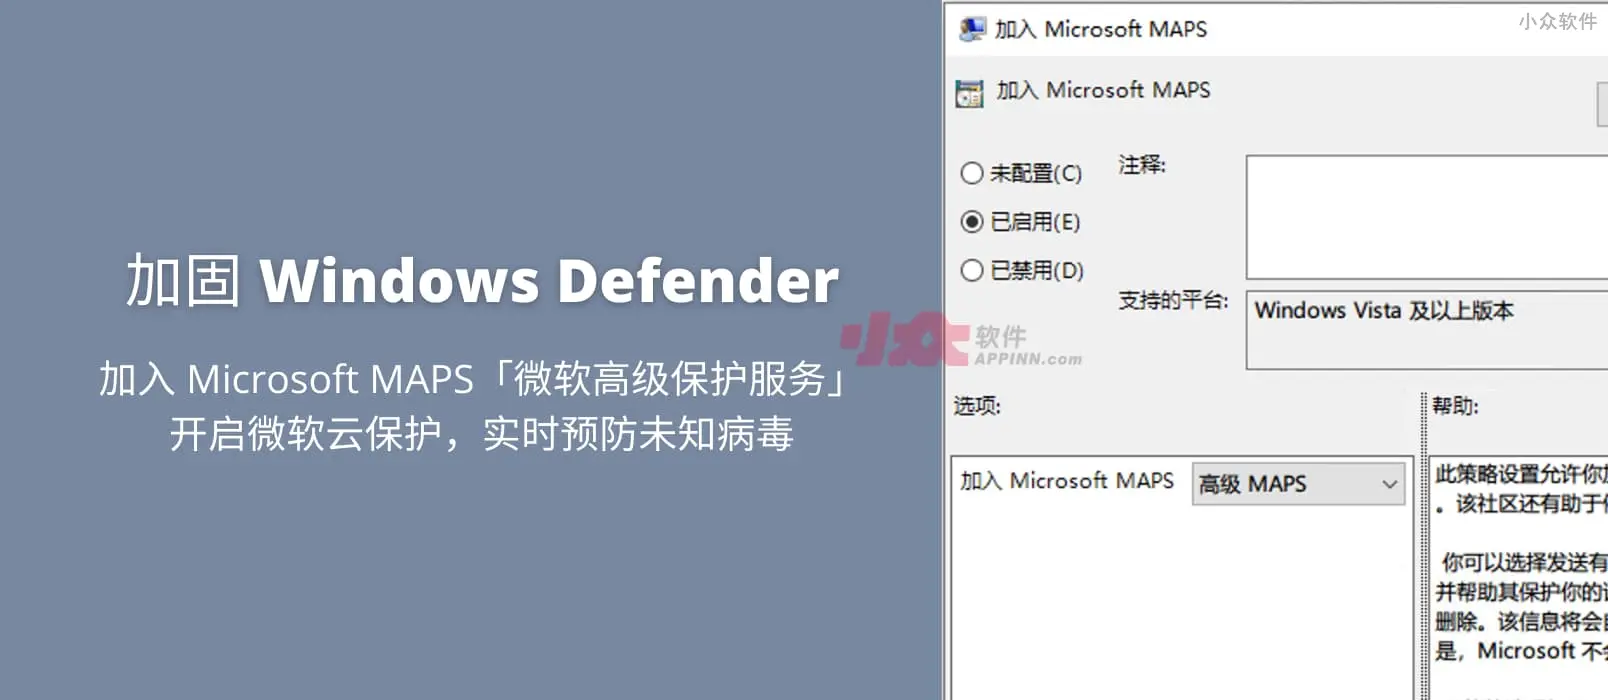 加固 Windows Defender
加入 Microsoft MAPS「微软高级保护服务」
开启微软云保护，实时预防未知病毒
加入 Microsoft MAPS
小众软件
加入 Microsoft MAPS
未配置(C)
注释:
已启用(E)
已禁用(D)
支持的平台:
Windows Vista 及以上版本
小众软件
APPINN.com
选项:
帮助:
加入 Microsoft MAPS
高级 MAPS
此策略设置允许你
。该社区还有助于
你可以选择发送有
并帮助其保护你的
删除。该信息将会
是，Microsoft 不